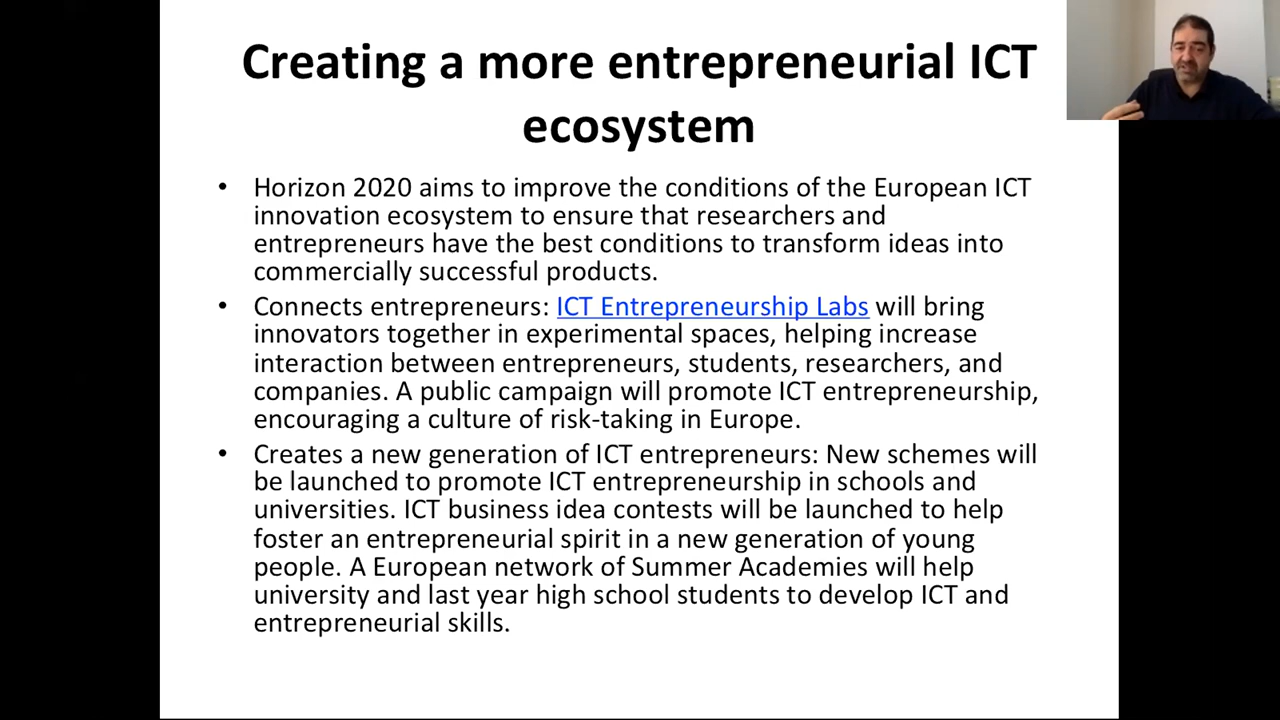 Creating a more entrepreneurial ICT
ecosystem
• Horizon 2020 aims to improve the conditions of the European ICT
innovation ecosystem to ensure that researchers and
entrepreneurs have the best conditions to transform ideas into
commercially successful products.
• Connects entrepreneurs: ICT Entrepreneurship Labs will bring
innovators together in experimental spaces, helping increase
interaction between entrepreneurs, students, researchers, and
companies. A public campaign will promote ICT entrepreneurship,
encouraging a culture of risk-taking in Europe.
• Creates a new generation of ICT entrepreneurs: New schemes will
be launched to promote ICT entrepreneurship in schools and
universities. ICT business idea contests will be launched to help
foster an entrepreneurial spirit in a new generation of young
people. A European network of Summer Academies will help
university and last year high school students to develop ICT and
entrepreneurial skills.